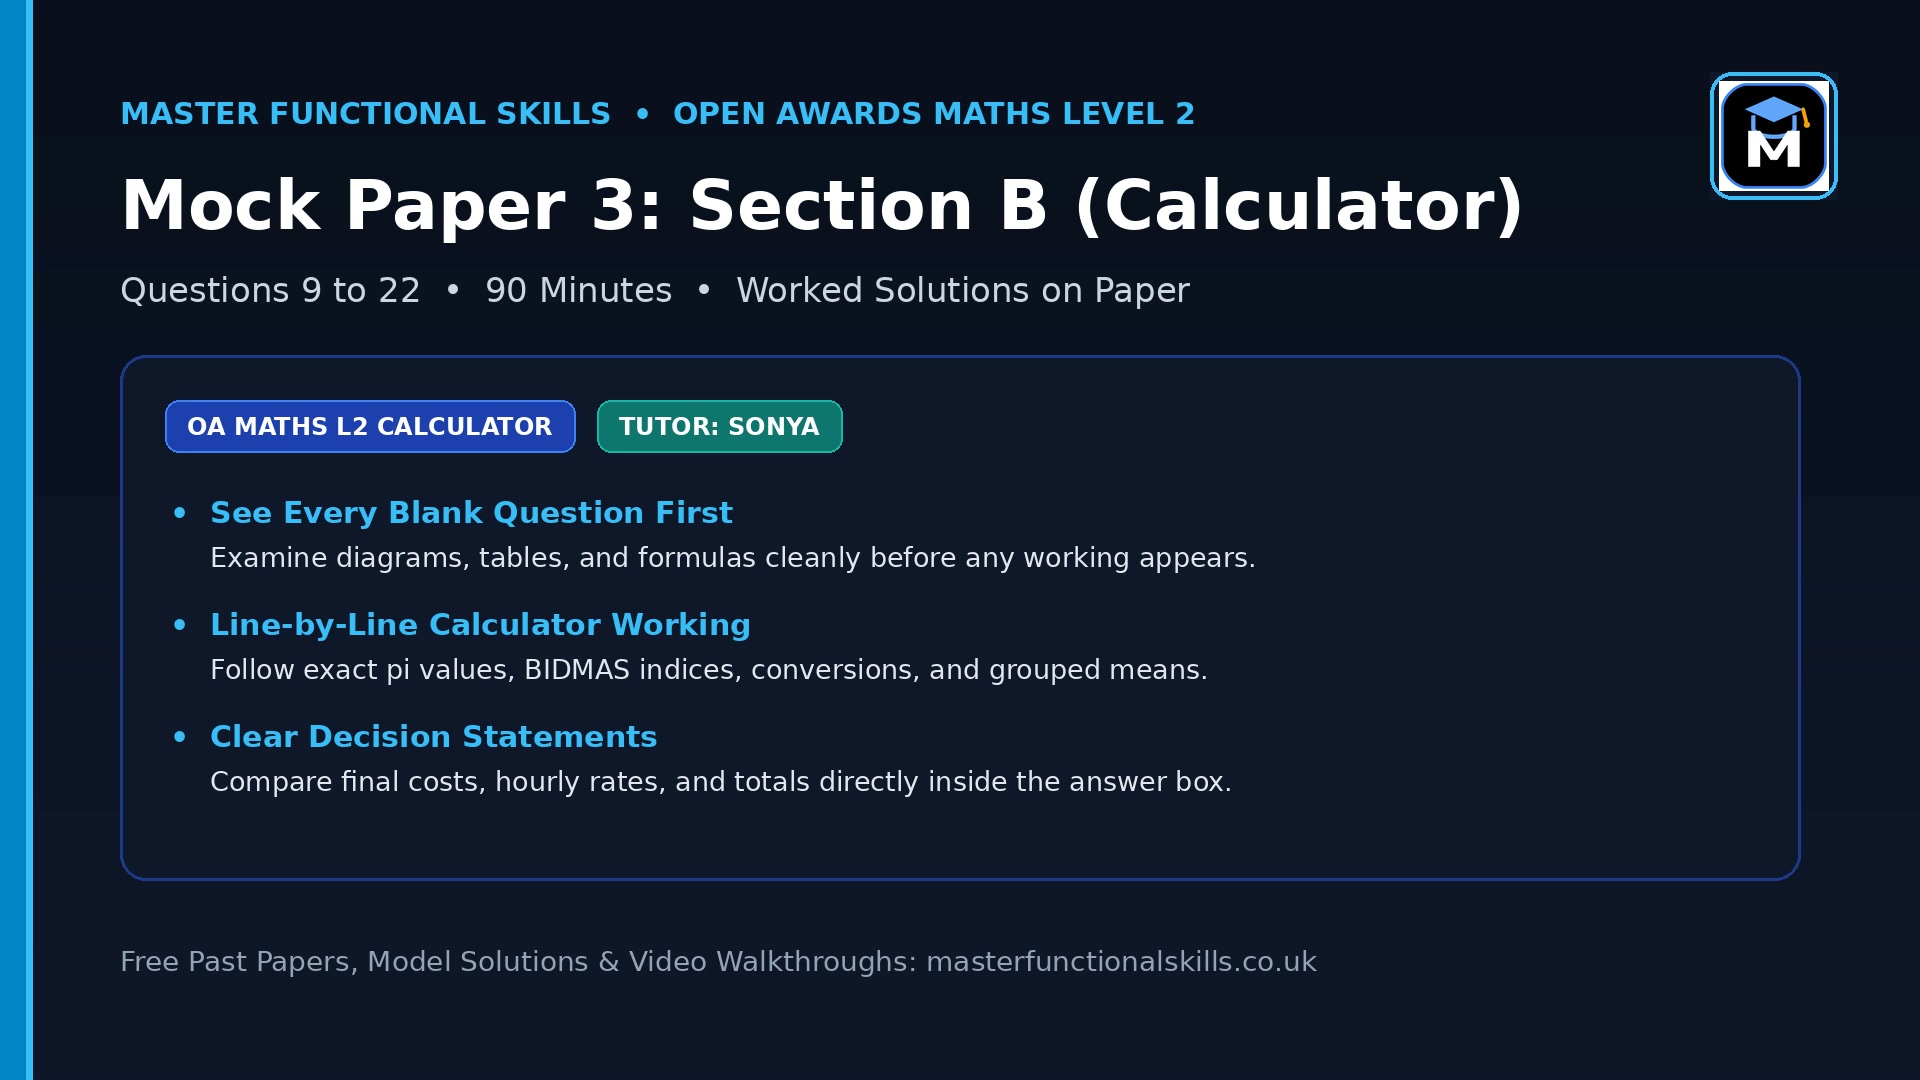 MASTER FUNCTIONAL SKILLS • OPEN AWARDS MATHS LEVEL 2
M
Mock Paper 3: Section B (Calculator)
Questions 9 to 22 • 90 Minutes • Worked Solutions on Paper
OA MATHS L2 CALCULATOR
TUTOR: SONYA
• See Every Blank Question First
Examine diagrams, tables, and formulas cleanly before any working appears.
• Line-by-Line Calculator Working
Follow exact pi values, BIDMAS indices, conversions, and grouped means.
• Clear Decision Statements
Compare final costs, hourly rates, and totals directly inside the answer box.
Free Past Papers, Model Solutions & Video Walkthroughs: masterfunctionalskills.co.uk